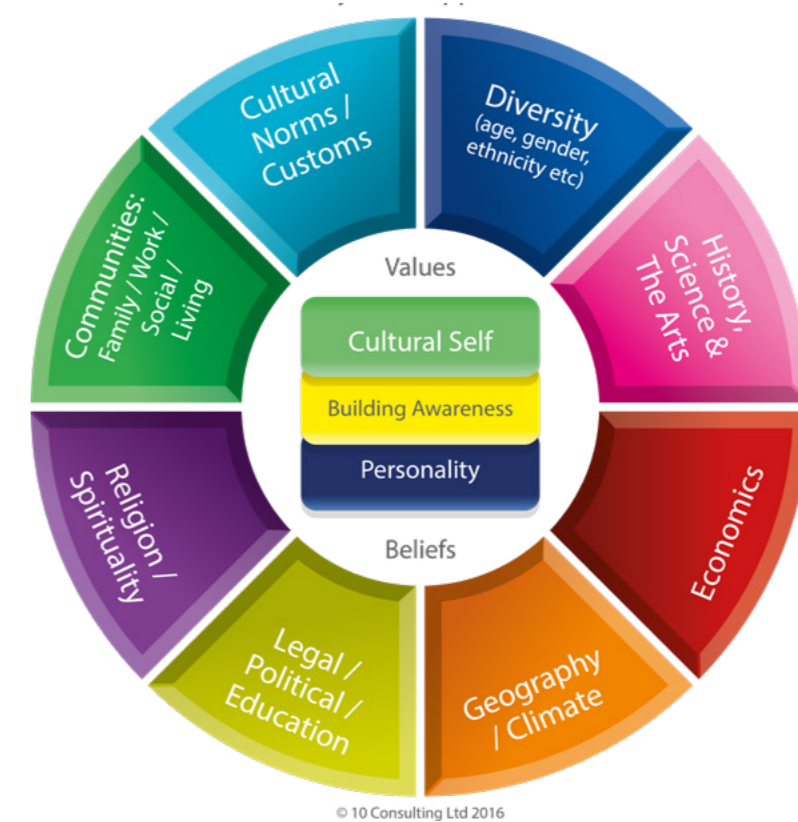 Cultural
Norms /
Customs
Diversity
(age, gender,
ethnicity etc)
History,
Science &
The Arts
Economics
Geography
/ Climate
Legal /
Political /
Education
Religion /
Spirituality
Communities:
Family / Work /
Social /
Living
Values
Cultural Self
Building Awareness
Personality
Beliefs
© 10 Consulting Ltd 2016